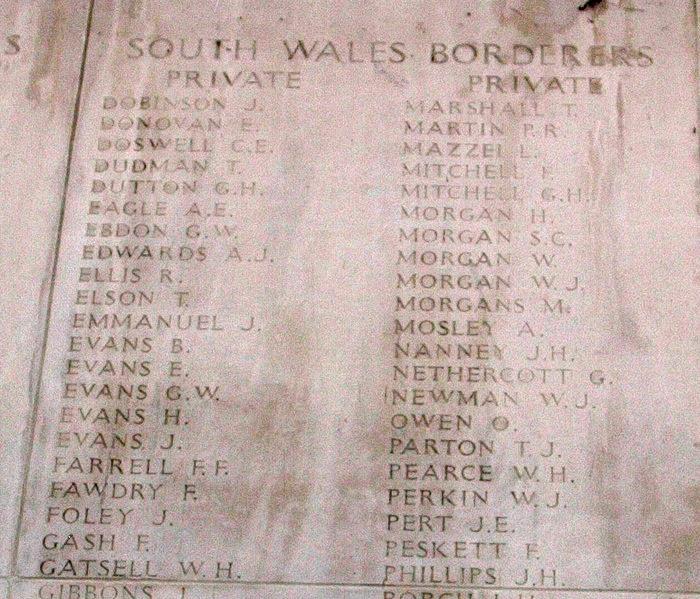 S
SOUTH WALES BORDERERS
PRIVATE
DOBINSON J.
DONOVAN E.
DOSWELL C.E.
DUDMAN T.
DUTTON G.H.
EAGLE A.E.
EBDON G.W.
EDWARDS A.J.
ELLIS R.
ELSON T.
EMMANUEL J.
EVANS B.
EVANS E.
EVANS G.W.
EVANS H.
EVANS J.
FARRELL F.F.
FAWDRY F.
FOLEY J.
GASH F.
GATSELL W.H.
GIBBONS
PRIVATE
MARSHALL T.
MARTIN P.R.
MAZZEI L.
MITCHELL F.
MITCHELL G.H.
MORGAN H.
MORGAN S.C.
MORGAN W.
MORGAN W.J.
MORGANS M.
MOSLEY A.
NANNEY J.H.
NETHERCOTT G.
NEWMAN W.J.
OWEN O.
PARTON T.J.
PEARCE W.H.
PERKIN W.J.
PERT J.E.
PESKETT F.
PHILLIPS J.H.